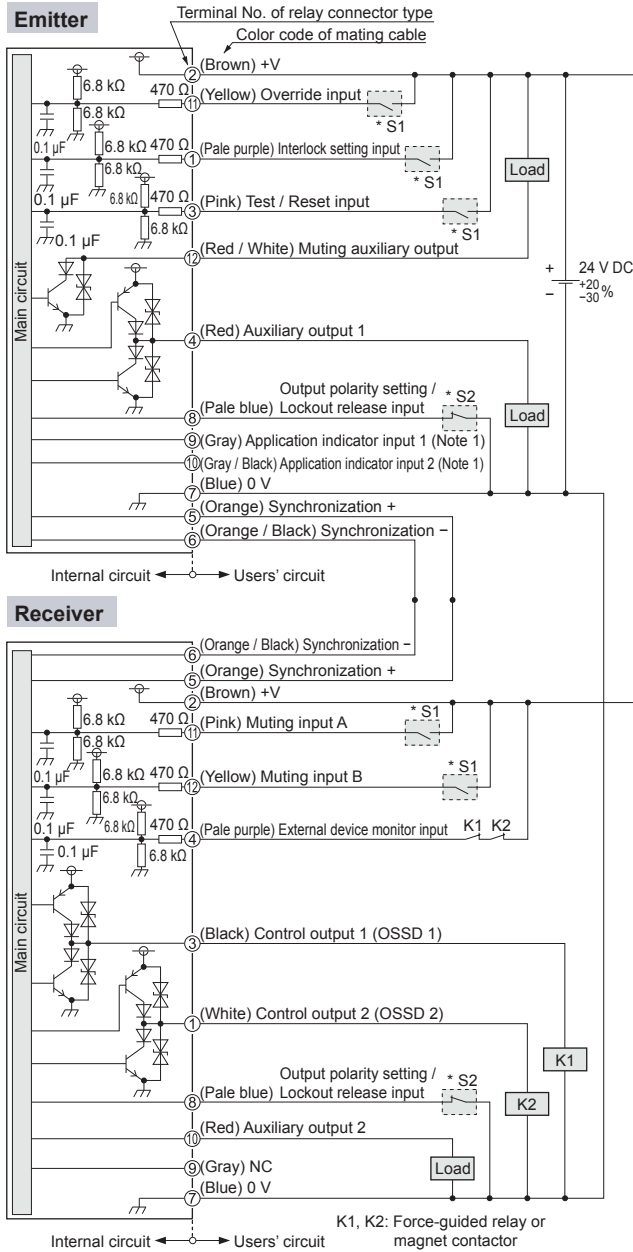 Emitter
Terminal No. of relay connector type
Color code of mating cable
② (Brown) +V
6.8 kΩ
470 Ω
⑪ (Yellow) Override input
* S1
6.8 kΩ
0.1 µF
6.8 kΩ
470 Ω
① (Pale purple) Interlock setting input
* S1
Load
6.8 kΩ
0.1 µF
6.8 kΩ
470 Ω
③ (Pink) Test / Reset input
* S1
6.8 kΩ
0.1 µF
⑫ (Red / White) Muting auxiliary output
+
−
24 V DC
+20
−30 %
Main circuit
④ (Red) Auxiliary output 1
Output polarity setting /
* S2
⑧ (Pale blue) Lockout release input
Load
⑨ (Gray) Application indicator input 1 (Note 1)
⑩ (Gray / Black) Application indicator input 2 (Note 1)
⑦ (Blue) 0 V
⑤ (Orange) Synchronization +
⑥ (Orange / Black) Synchronization −
Internal circuit
Users' circuit
Receiver
⑥ (Orange / Black) Synchronization −
⑤ (Orange) Synchronization +
② (Brown) +V
6.8 kΩ
470 Ω
⑪ (Pink) Muting input A
* S1
6.8 kΩ
0.1 µF
6.8 kΩ
470 Ω
⑫ (Yellow) Muting input B
* S1
6.8 kΩ
0.1 µF
6.8 kΩ
470 Ω
④ (Pale purple) External device monitor input
K1 K2
6.8 kΩ
0.1 µF
Main circuit
③ (Black) Control output 1 (OSSD 1)
① (White) Control output 2 (OSSD 2)
K1
Output polarity setting /
* S2
⑧ (Pale blue) Lockout release input
K2
⑩ (Red) Auxiliary output 2
⑨ (Gray) NC
Load
⑦ (Blue) 0 V
K1, K2: Force-guided relay or
magnet contactor
Internal circuit
Users' circuit